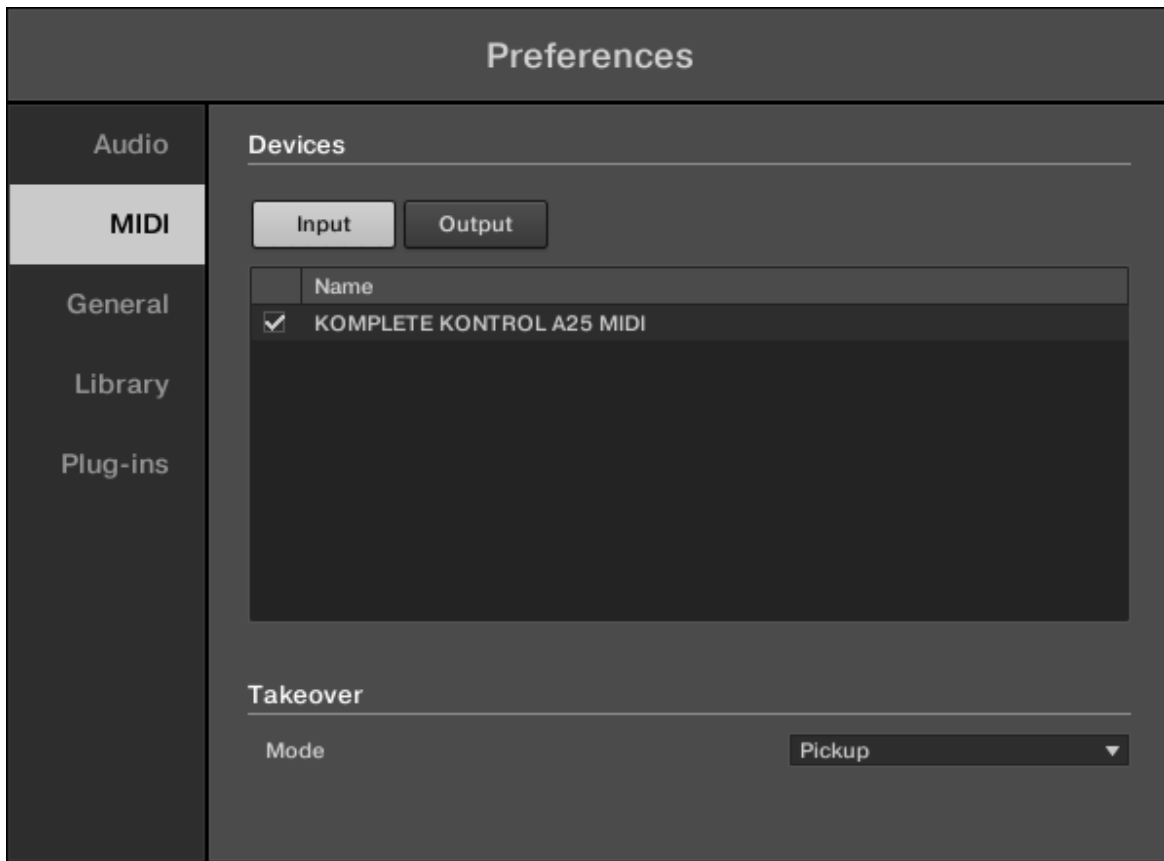 Preferences
Audio
MIDI
General
Library
Plug-ins
Devices
Input Output
Name
KOMPLETE KONTROL A25 MIDI
Takeover
Mode Pickup